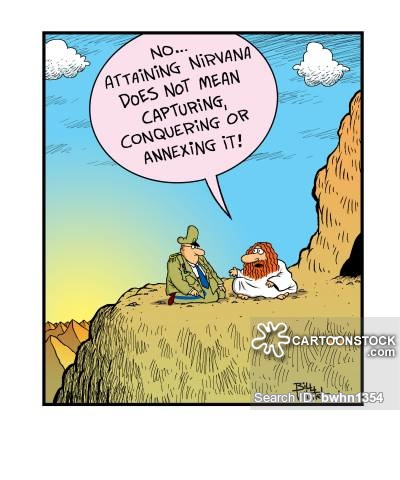 NO...
ATTAINING NIRVANA
DOES NOT MEAN
CAPTURING,
CONQUERING OR
ANNEXING IT!
CARTOONSTOCK
.com
Search ID: bwhn1354